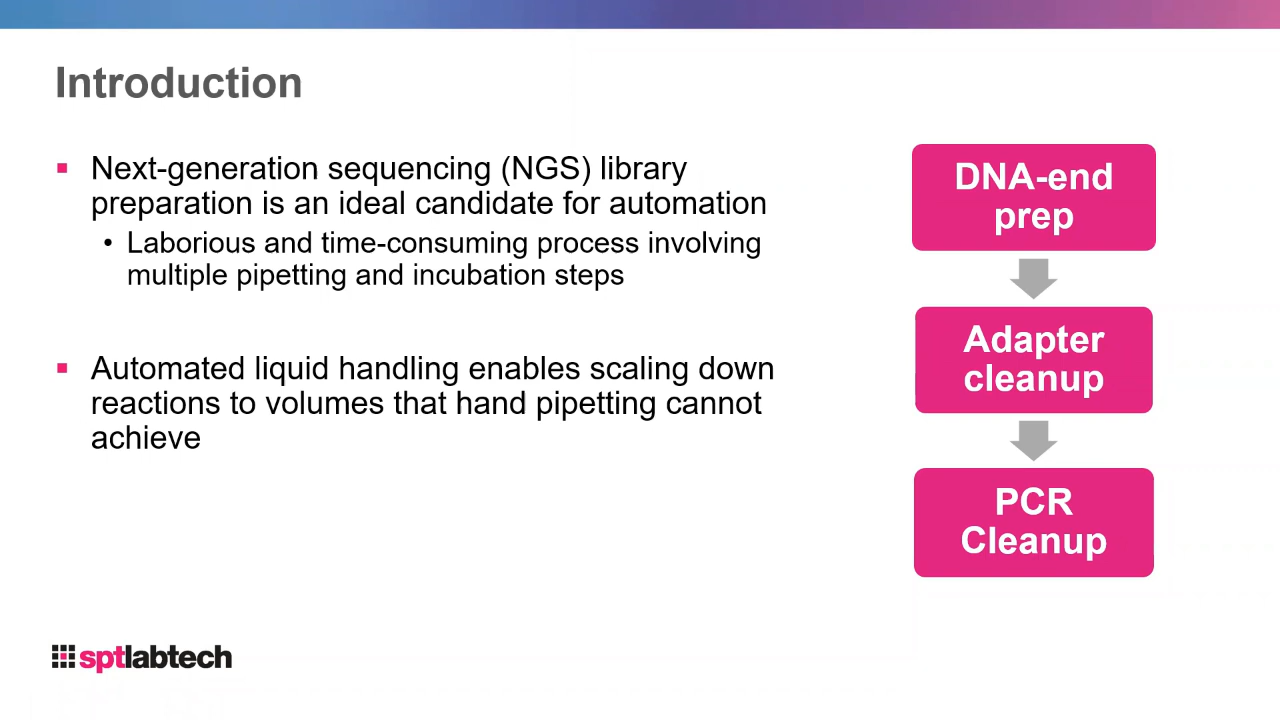 Introduction
Next-generation sequencing (NGS) library
preparation is an ideal candidate for automation
Laborious and time-consuming process involving
multiple pipetting and incubation steps
Automated liquid handling enables scaling down
reactions to volumes that hand pipetting cannot
achieve
DNA-end
prep
Adapter
cleanup
PCR
Cleanup
sptlabtech